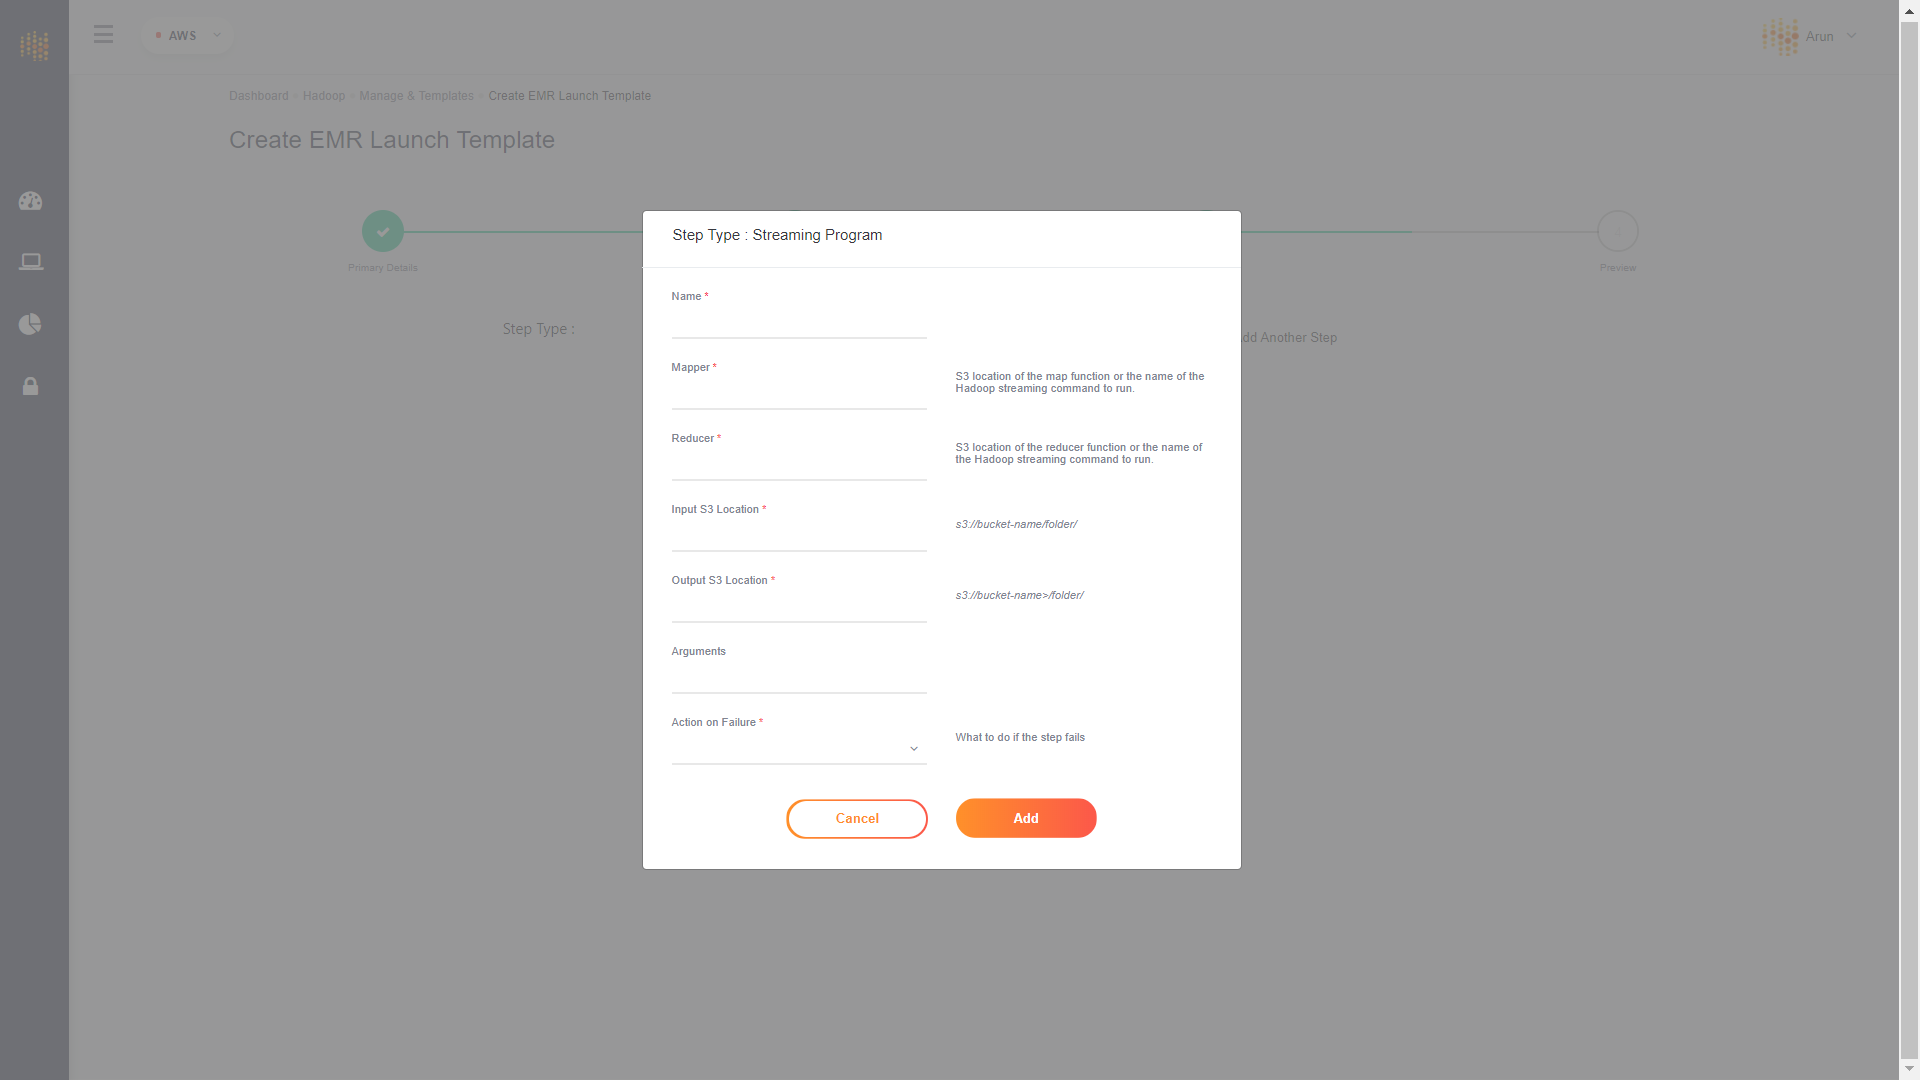 AWS
Arun
Dashboard Hadoop Manage & Templates Create EMR Launch Template
Create EMR Launch Template
Primary Details
Preview
Step Type :
dd Another Step
Step Type : Streaming Program
Name *
Mapper *
S3 location of the map function or the name of the
Hadoop streaming command to run.
Reducer *
S3 location of the reducer function or the name of
the Hadoop streaming command to run.
Input S3 Location *
s3://bucket-name/folder/
Output S3 Location *
s3://bucket-name>/folder/
Arguments
Action on Failure *
What to do if the step fails
Cancel
Add